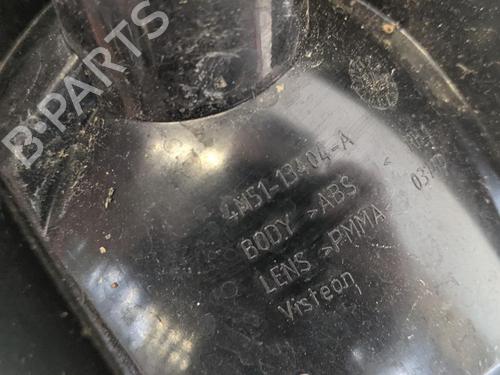 B-PARTS
4M51-13404-A
BODY >ABS <
LENS >PMMA<
Visteon